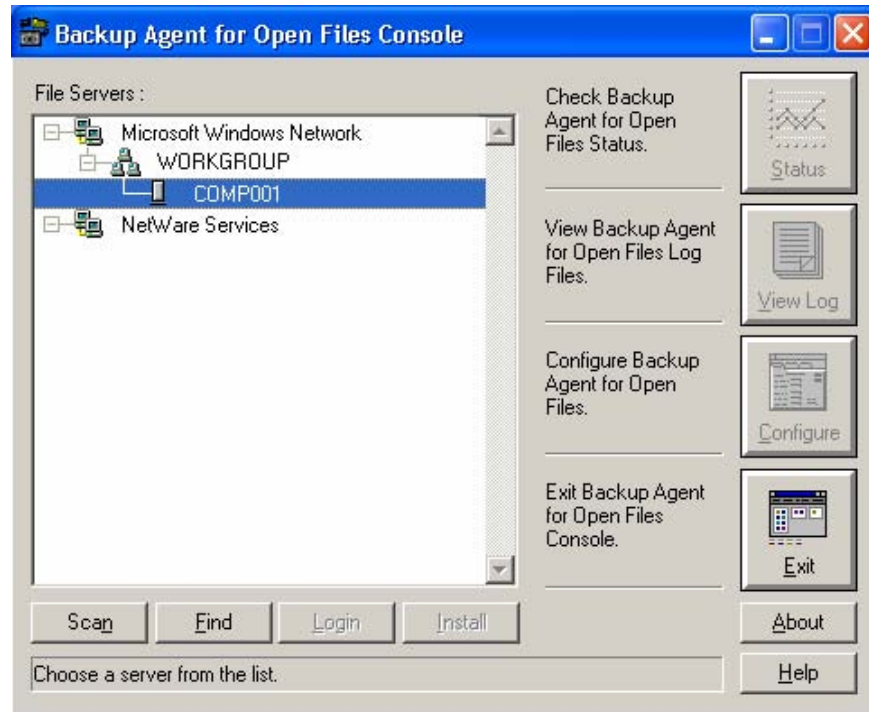 Backup Agent for Open Files Console
File Servers :
Microsoft Windows Network
WORKGROUP
COMP001
NetWare Services
Check Backup
Agent for Open
Files Status.
Status
View Backup Agent
for Open Files Log
Files.
View Log
Configure Backup
Agent for Open
Files.
Configure
Exit Backup Agent
for Open Files
Console.
Exit
Scan Find Login Install About
Choose a server from the list. Help